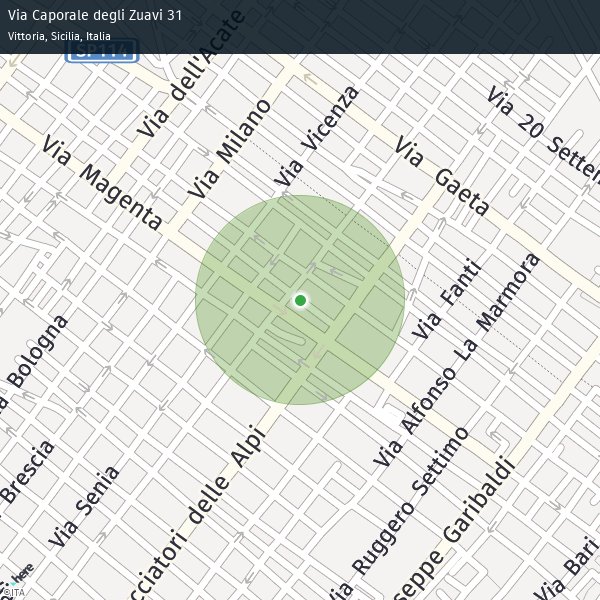 Via Caporale degli Zuavi 31
Vittoria, Sicilia, Italia
SP114
Via dell'Acate
Via Milano
Via Vicenza
Via 20 Settem
Via Magenta
Via Gaeta
Via Fanti
Via Alfonso La Marmora
a Bologna
Brescia
Via Senia
cciatori delle Alpi
Via Ruggero Settimo
seppe Garibaldi
Via Bari
here
©ITA